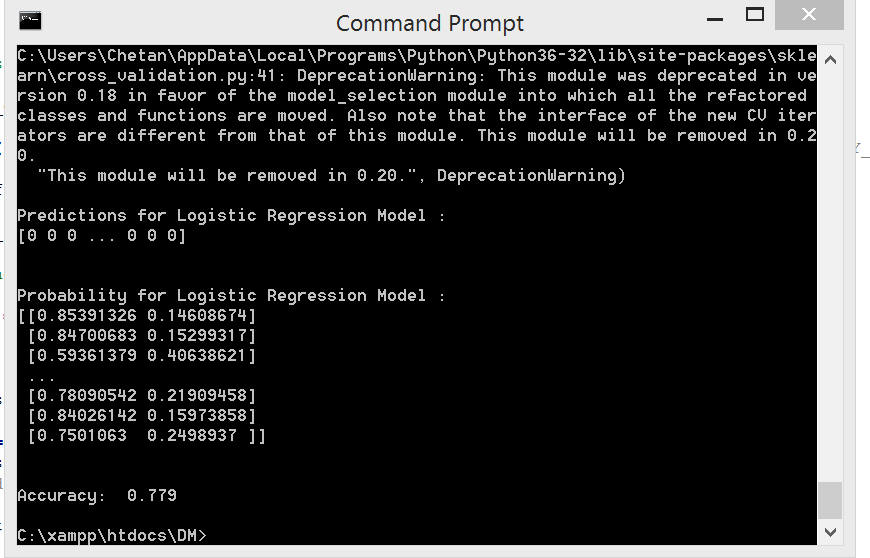 Command Prompt
C:\Users\Chetan\AppData\Local\Programs\Python\Python36-32\lib\site-packages\skle
arn\cross_validation.py:41: DeprecationWarning: This module was deprecated in ve
rsion 0.18 in favor of the model_selection module into which all the refactored
classes and functions are moved. Also note that the interface of the new CV iter
ators are different from that of this module. This module will be removed in 0.2
0.
"This module will be removed in 0.20.", DeprecationWarning)
Predictions for Logistic Regression Model :
[0 0 0 ... 0 0 0]
Probability for Logistic Regression Model :
[[0.85391326 0.14608674]
[0.84700683 0.15299317]
[0.59361379 0.40638621]
...
[0.78090542 0.21909458]
[0.84026142 0.15973858]
[0.7501063  0.2498937 ]]
Accuracy:  0.779
C:\xampp\htdocs\DM>